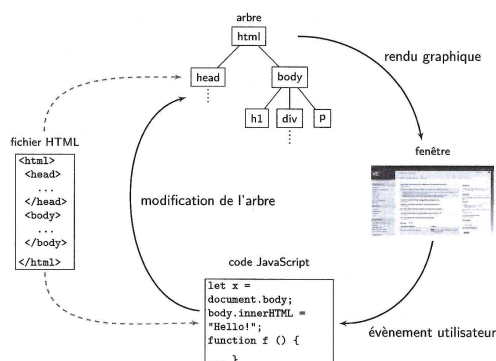 arbre
html
rendu graphique
head
body
h1
div
p
fichier HTML
<html>
<head>
...
</head>
<body>
...
</body>
</html>
fenêtre
modification de l'arbre
code JavaScript
let x =
document.body;
body.innerHTML =
"Hello!";
function f () {
... }
évènement utilisateur